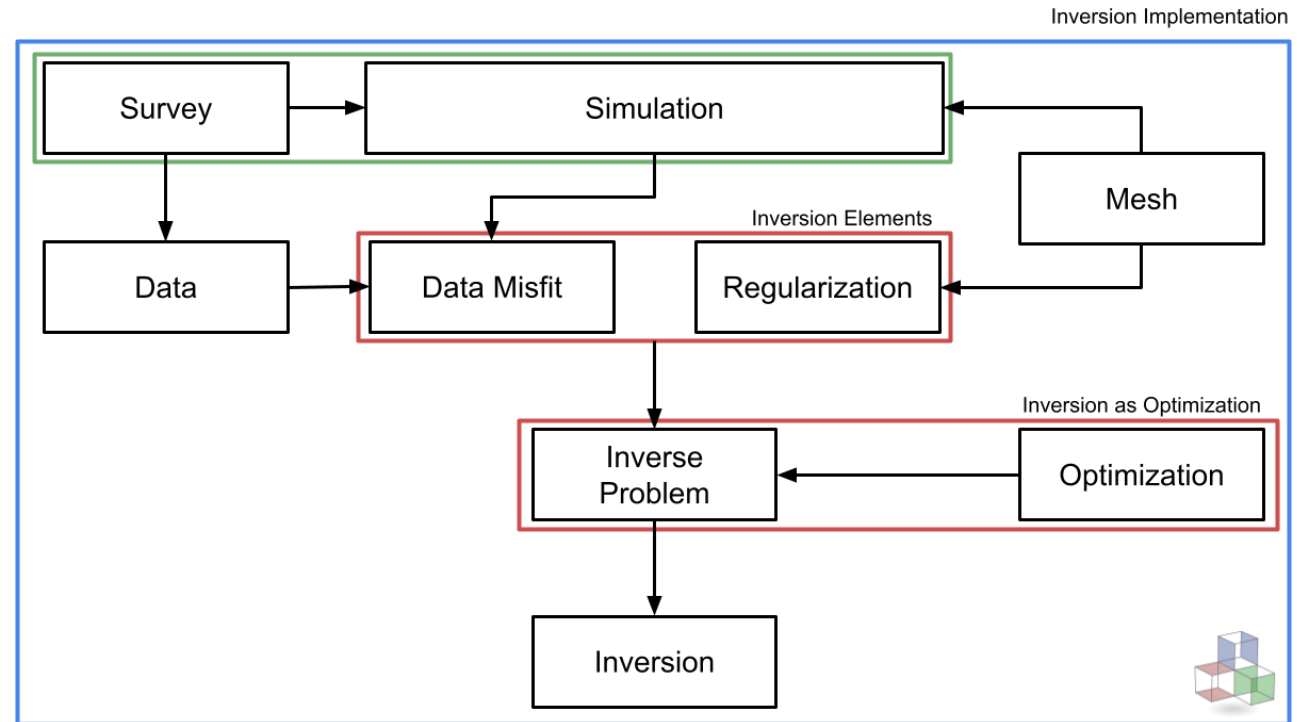 Inversion Implementation
Survey
Simulation
Mesh
Inversion Elements
Data
Data Misfit
Regularization
Inversion as Optimization
Inverse
Problem
Optimization
Inversion